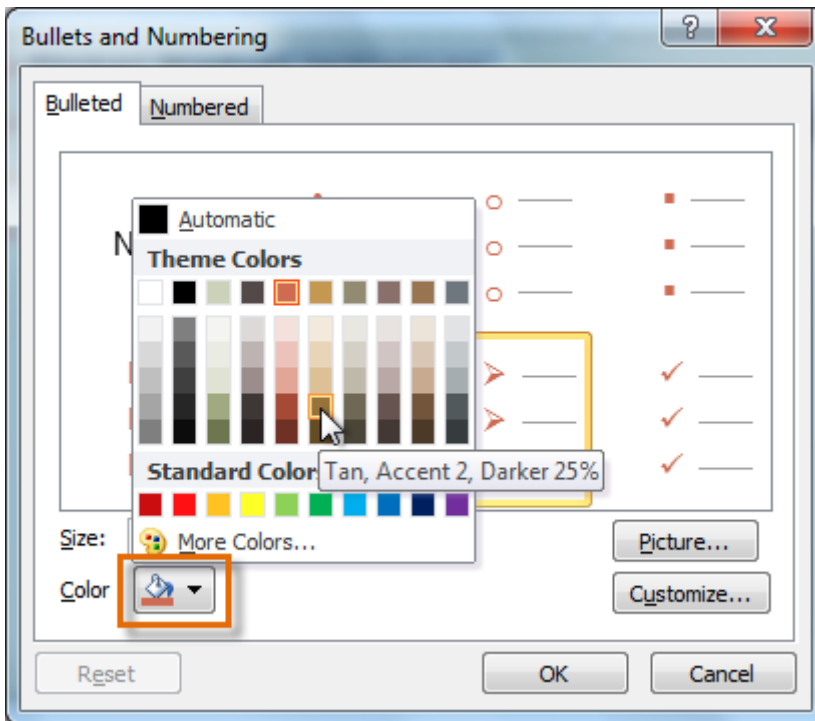 Bullets and Numbering
Bulleted Numbered
Automatic
N
Theme Colors
Tan, Accent 2, Darker 25%
Standard Color
More Colors...
Size:
Picture...
Color
Customize...
Reset OK Cancel